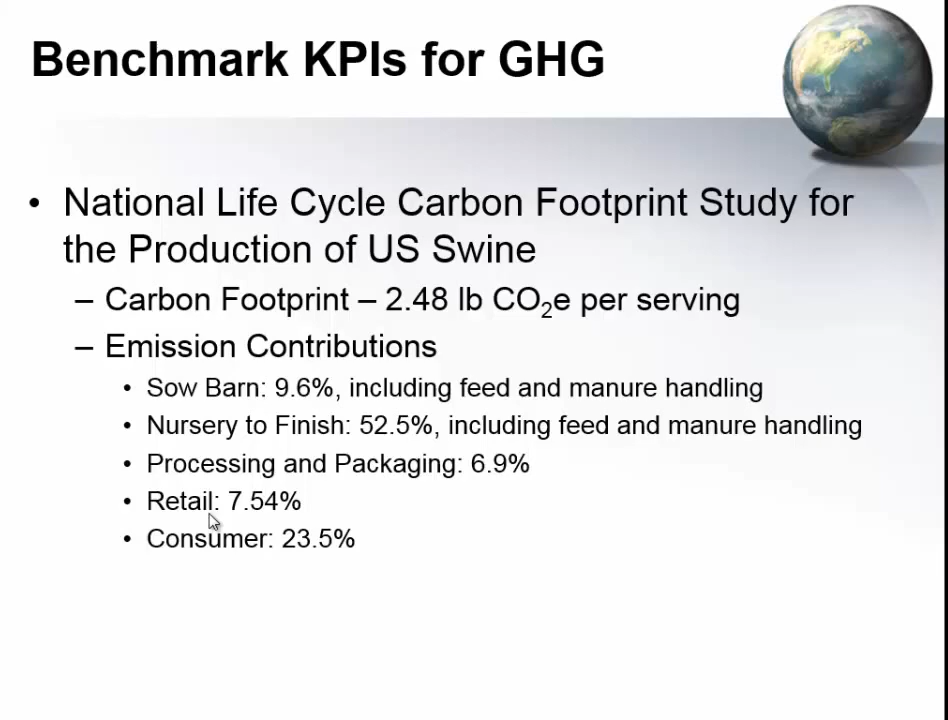 Benchmark KPIs for GHG
• National Life Cycle Carbon Footprint Study for
the Production of US Swine
– Carbon Footprint – 2.48 lb CO₂e per serving
– Emission Contributions
• Sow Barn: 9.6%, including feed and manure handling
• Nursery to Finish: 52.5%, including feed and manure handling
• Processing and Packaging: 6.9%
• Retail: 7.54%
• Consumer: 23.5%